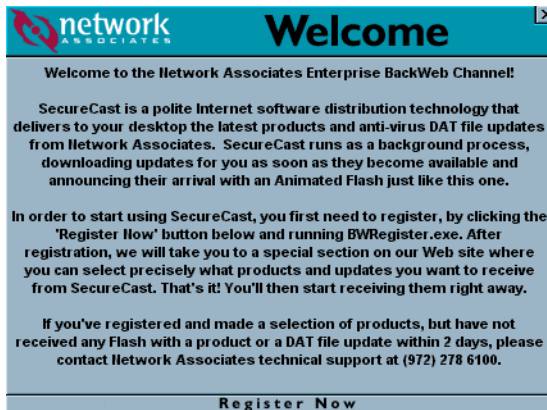 network
ASSOCIATES
Welcome
Welcome to the Network Associates Enterprise BackWeb Channel!
SecureCast is a polite Internet software distribution technology that
delivers to your desktop the latest products and anti-virus DAT file updates
from Network Associates. SecureCast runs as a background process,
downloading updates for you as soon as they become available and
announcing their arrival with an Animated Flash just like this one.
In order to start using SecureCast, you first need to register, by clicking the
'Register Now' button below and running BWRegister.exe. After
registration, we will take you to a special section on our Web site where
you can select precisely what products and updates you want to receive
from SecureCast. That's it! You'll then start receiving them right away.
If you've registered and made a selection of products, but have not
received any Flash with a product or a DAT file update within 2 days, please
contact Network Associates technical support at (972) 278 6100.
Register Now